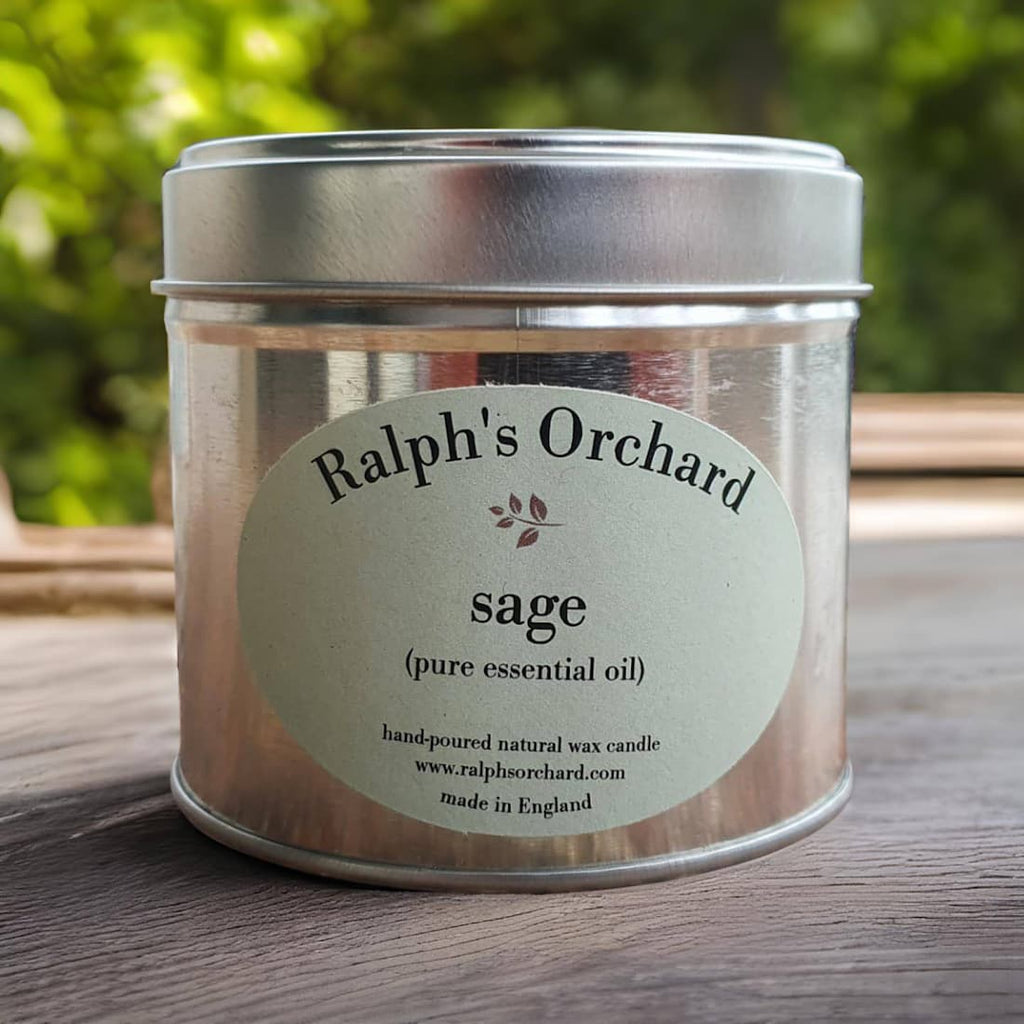 Ralph's Orchard
sage
(pure essential oil)
hand-poured natural wax candle
www.ralphsorchard.com
made in England